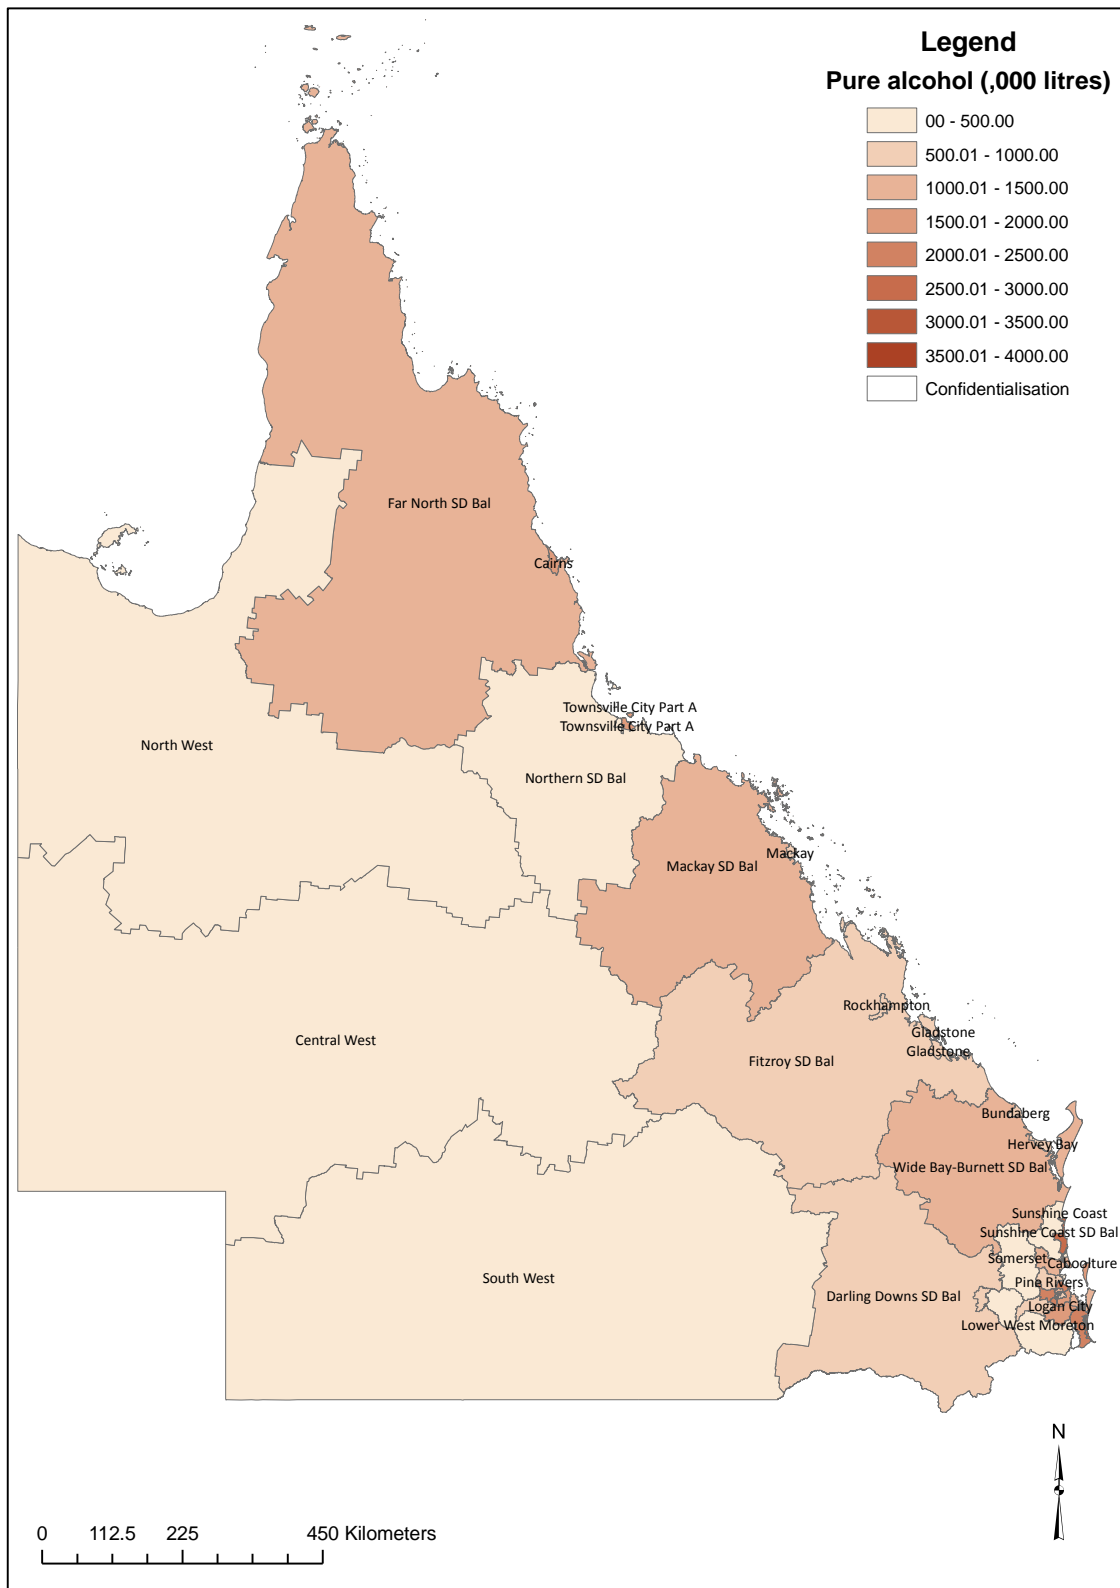 Legend
Pure alcohol (,000 litres)
00 - 500.00
500.01 - 1000.00
1000.01 - 1500.00
1500.01 - 2000.00
2000.01 - 2500.00
2500.01 - 3000.00
3000.01 - 3500.00
3500.01 - 4000.00
Confidentialisation
Far North SD Bal
Cairns
Townsville City Part A
Townsville City Part A
North West
Northern SD Bal
Mackay
Mackay SD Bal
Rockhampton
Gladstone
Central West
Gladstone
Fitzroy SD Bal
Bundaberg
Hervey Bay
Wide Bay-Burnett SD Bal
Sunshine Coast
Sunshine Coast SD Bal
Somerset
Caboolture
South West
Pine Rivers
Darling Downs SD Bal
Logan City
Lower West Moreton
N
0 112.5 225 450 Kilometers